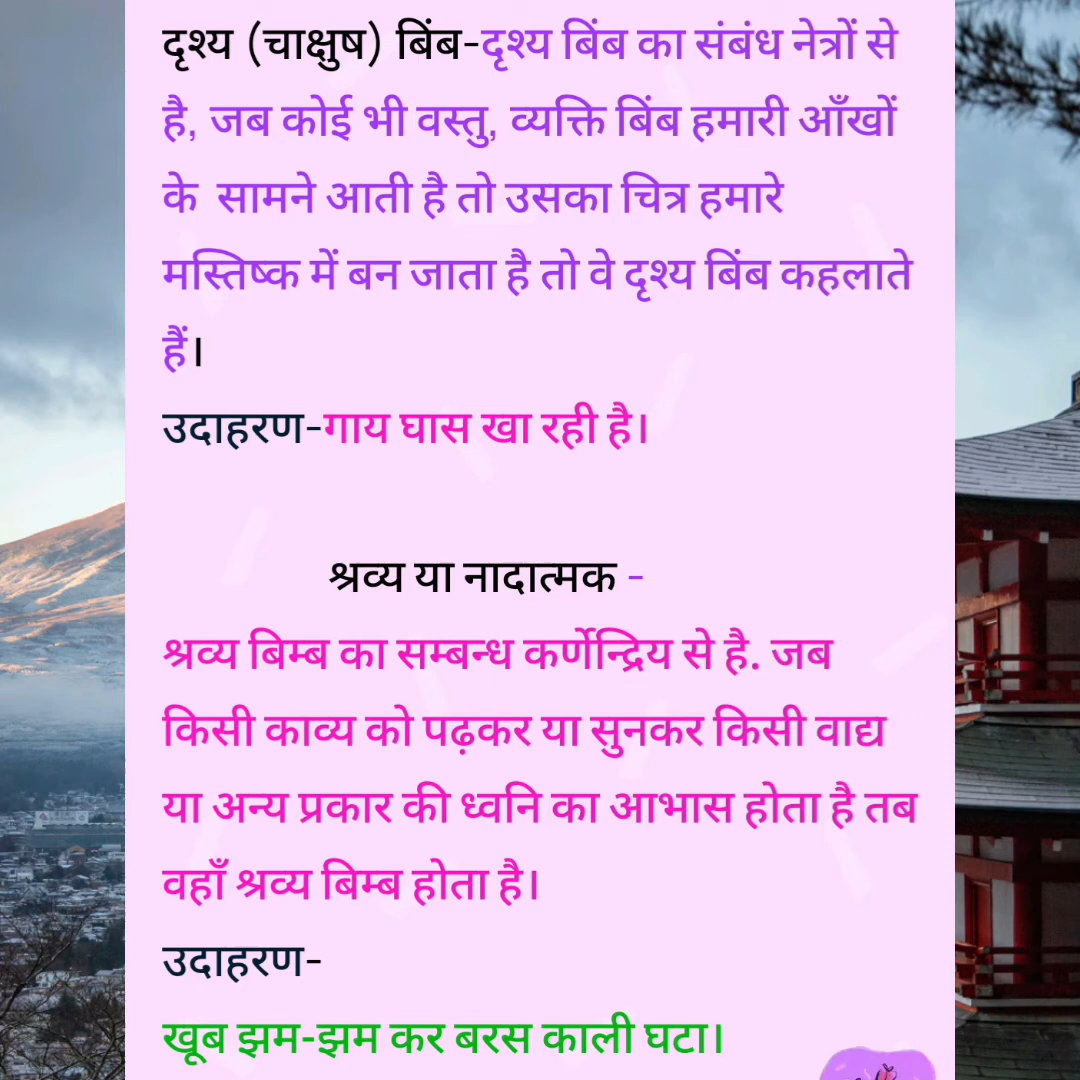 दृश्य (चाक्षुष) बिंब-दृश्य बिंब का संबंध नेत्रों से
है, जब कोई भी वस्तु, व्यक्ति बिंब हमारी आँखों
के  सामने आती है तो उसका चित्र हमारे
मस्तिष्क में बन जाता है तो वे दृश्य बिंब कहलाते
हैं।
उदाहरण-गाय घास खा रही है।
श्रव्य या नादात्मक -
श्रव्य बिम्ब का सम्बन्ध कर्णेन्द्रिय से है. जब
किसी काव्य को पढ़कर या सुनकर किसी वाद्य
या अन्य प्रकार की ध्वनि का आभास होता है तब
वहाँ श्रव्य बिम्ब होता है।
उदाहरण-
खूब झम-झम कर बरस काली घटा।